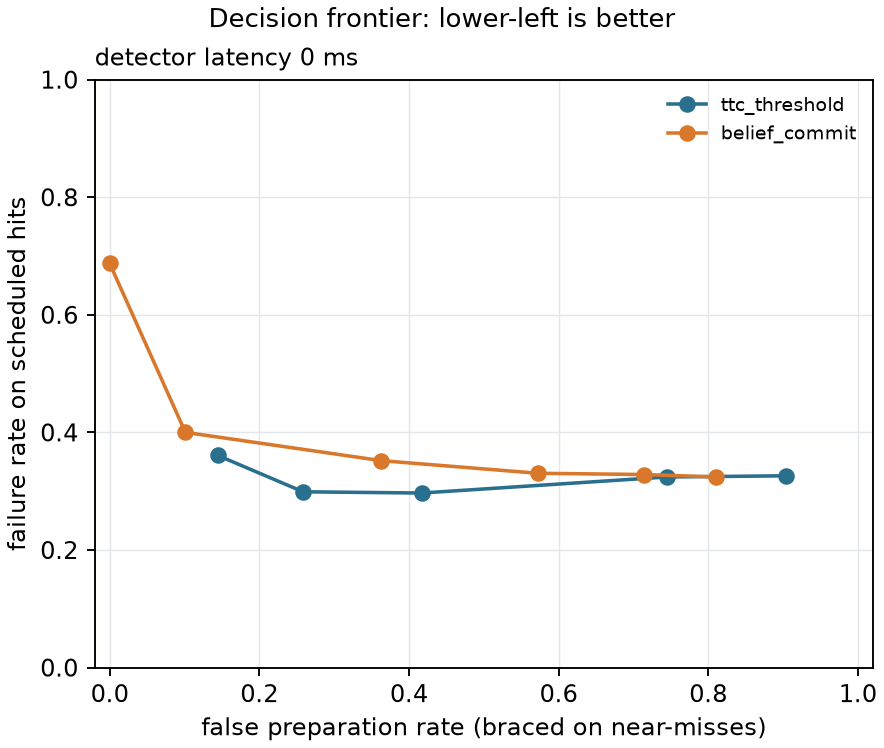 Decision frontier: lower-left is better
detector latency 0 ms
1.0
0.8
0.6
0.4
0.2
0.0
failure rate on scheduled hits
ttc_threshold
belief_commit
0.0 0.2 0.4 0.6 0.8 1.0
false preparation rate (braced on near-misses)